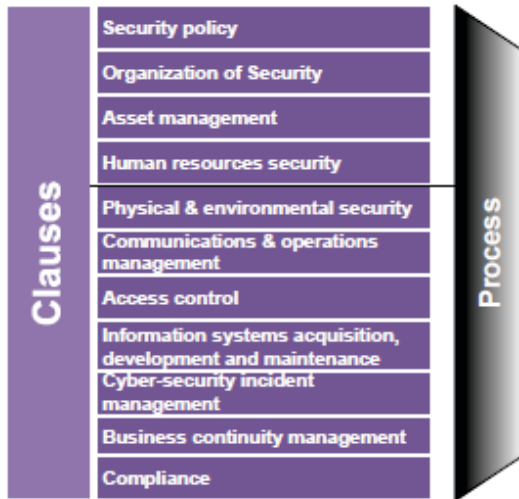 Clauses
Security policy
Organization of Security
Asset management
Human resources security
Physical & environmental security
Communications & operations
management
Access control
Information systems acquisition,
development and maintenance
Cyber-security incident
management
Business continuity management
Compliance
Process